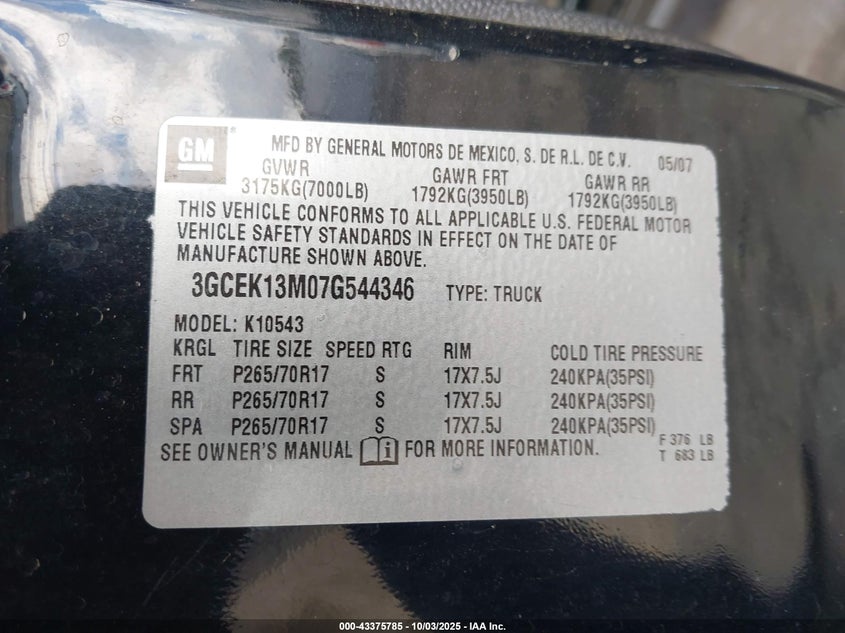 GM
MFD BY GENERAL MOTORS DE MEXICO, S. DE R.L. DE C.V. 05/07
GVWR GAWR FRT GAWR RR
3175KG(7000LB) 1792KG(3950LB) 1792KG(3950LB)
THIS VEHICLE CONFORMS TO ALL APPLICABLE U.S. FEDERAL MOTOR
VEHICLE SAFETY STANDARDS IN EFFECT ON THE DATE OF
MANUFACTURE SHOWN ABOVE.
3GCEK13M07G544346 TYPE: TRUCK
MODEL: K10543
KRGL TIRE SIZE SPEED RTG RIM COLD TIRE PRESSURE
FRT P265/70R17 S 17X7.5J 240KPA(35PSI)
RR P265/70R17 S 17X7.5J 240KPA(35PSI)
SPA P265/70R17 S 17X7.5J 240KPA(35PSI)
SEE OWNER'S MANUAL FOR MORE INFORMATION.
F 376 LB
T 683 LB
000-43375785 - 10/03/2025 - IAA Inc.